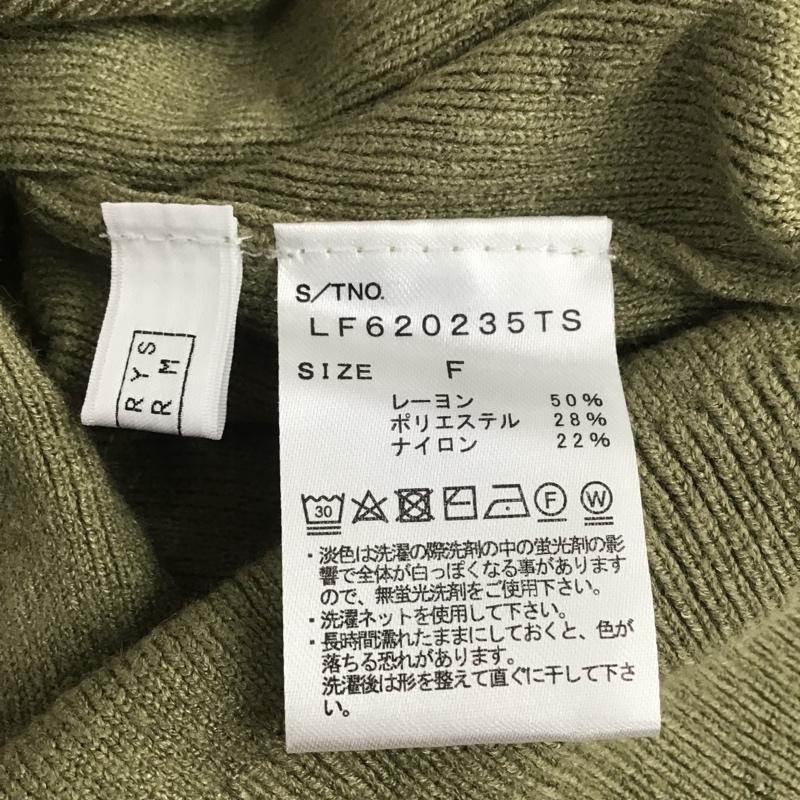 RYS
RM
S/TNO.
LF620235TS
SIZE F
レーヨン 50%
ポリエステル 28%
ナイロン 22%
30 F W
・淡色は洗濯の際洗剤の中の蛍光剤の影
響で全体が白っぽくなる事があります
ので、無蛍光洗剤をご使用下さい。
・洗濯ネットを使用して下さい。
・長時間濡れたままにしておくと、色が
落ちる恐れがあります。
洗濯後は形を整えて直ぐに干して下さ
い。